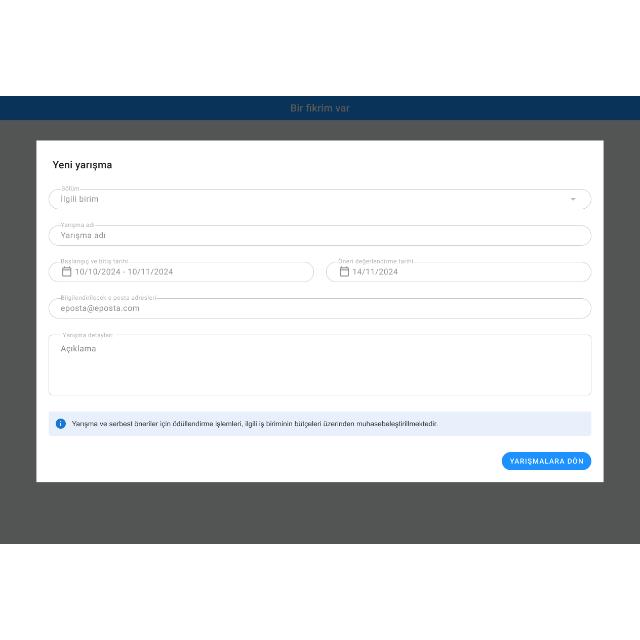 Bir fikrim var
Yeni yarışma
Bölüm
İlgili birim
Yarışma adı
Yarışma adı
Başlangıç ve bitiş tarihi
10/10/2024 - 10/11/2024
Öneri değerlendirme tarihi
14/11/2024
Bilgilendirilecek e-posta adresleri
eposta@eposta.com
Yarışma detayları
Açıklama
Yarışma ve serbest öneriler için ödüllendirme işlemleri, ilgili iş biriminin bütçeleri üzerinden muhasebeleştirilmektedir.
YARIŞMALARA DÖN